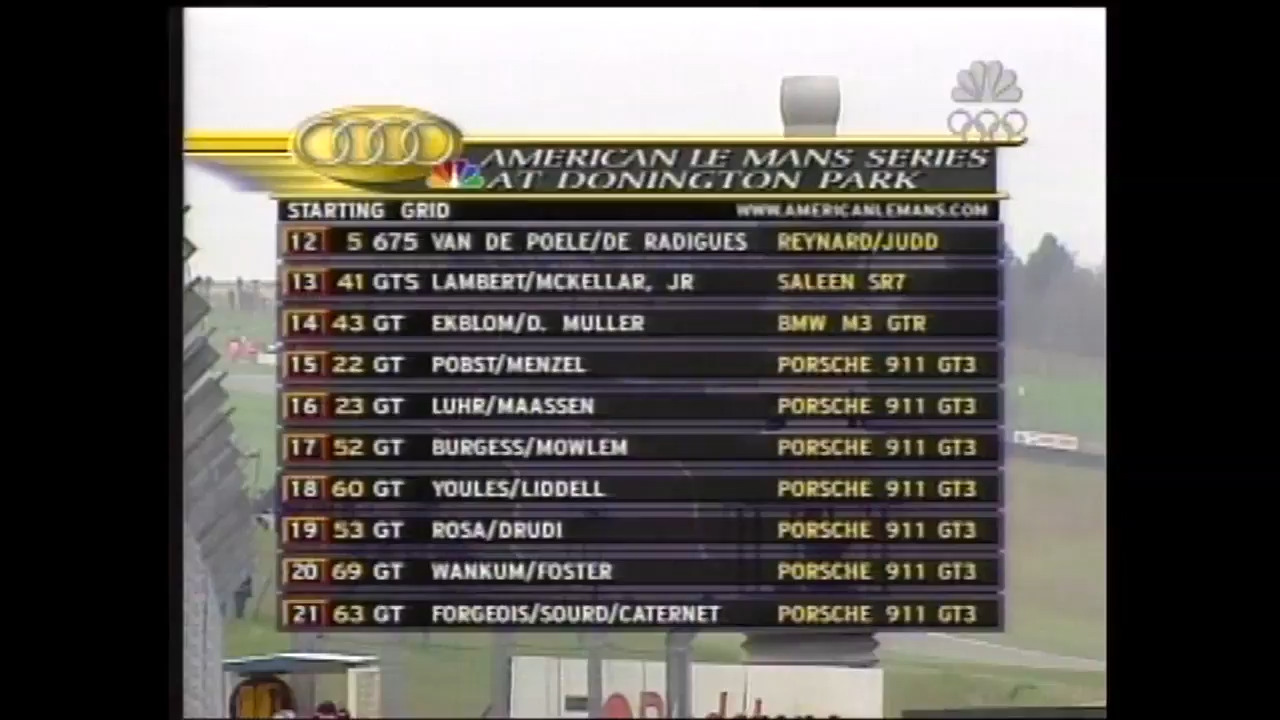 AMERICAN LE MANS SERIES
AT DONINGTON PARK
STARTING GRID WWW.AMERICANLEMANS.COM
12 5 675 VAN DE POELE/DE RADIGUES REYNARD/JUDD
13 41 GTS LAMBERT/MCKELLAR, JR SALEEN SR7
14 43 GT EKBLOM/D. MULLER BMW M3 GTR
15 22 GT POBST/MENZEL PORSCHE 911 GT3
16 23 GT LUHR/MAASSEN PORSCHE 911 GT3
17 52 GT BURGESS/MOWLEM PORSCHE 911 GT3
18 60 GT YOULES/LIDDELL PORSCHE 911 GT3
19 53 GT ROSA/DRUDI PORSCHE 911 GT3
20 69 GT WANKUM/FOSTER PORSCHE 911 GT3
21 63 GT FORGEOIS/SOURD/CATERNET PORSCHE 911 GT3